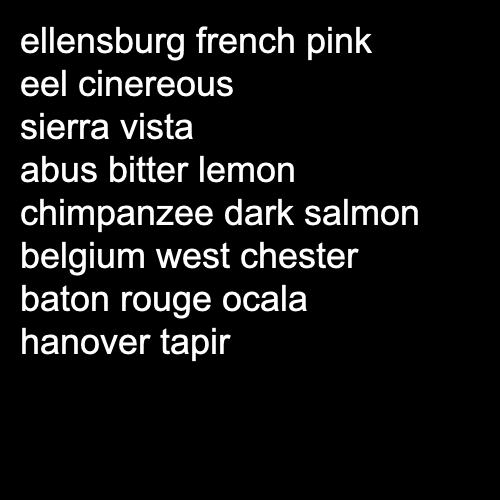 ellensburg french pink
eel cinereous
sierra vista
abus bitter lemon
chimpanzee dark salmon
belgium west chester
baton rouge ocala
hanover tapir